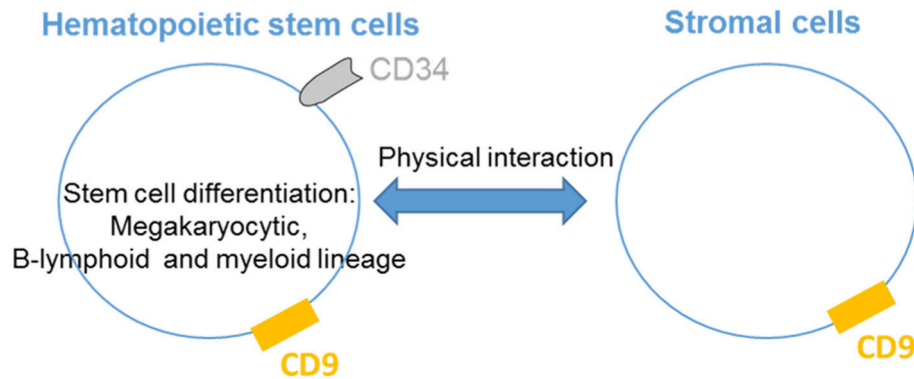 Hematopoietic stem cells
Stromal cells
CD34
Physical interaction
Stem cell differentiation:
Megakaryocytic,
B-lymphoid and myeloid lineage
CD9
CD9